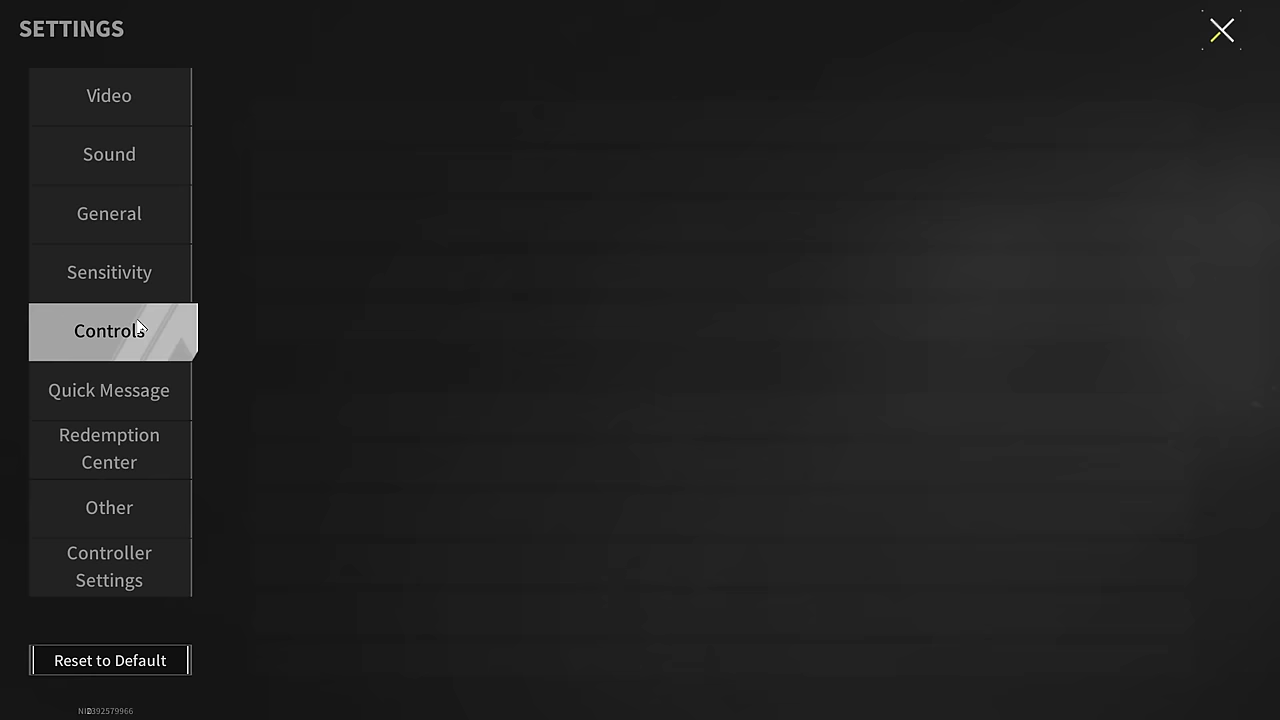 SETTINGS
Video
Sound
General
Sensitivity
Controls
Quick Message
Redemption
Center
Other
Controller
Settings
Reset to Default